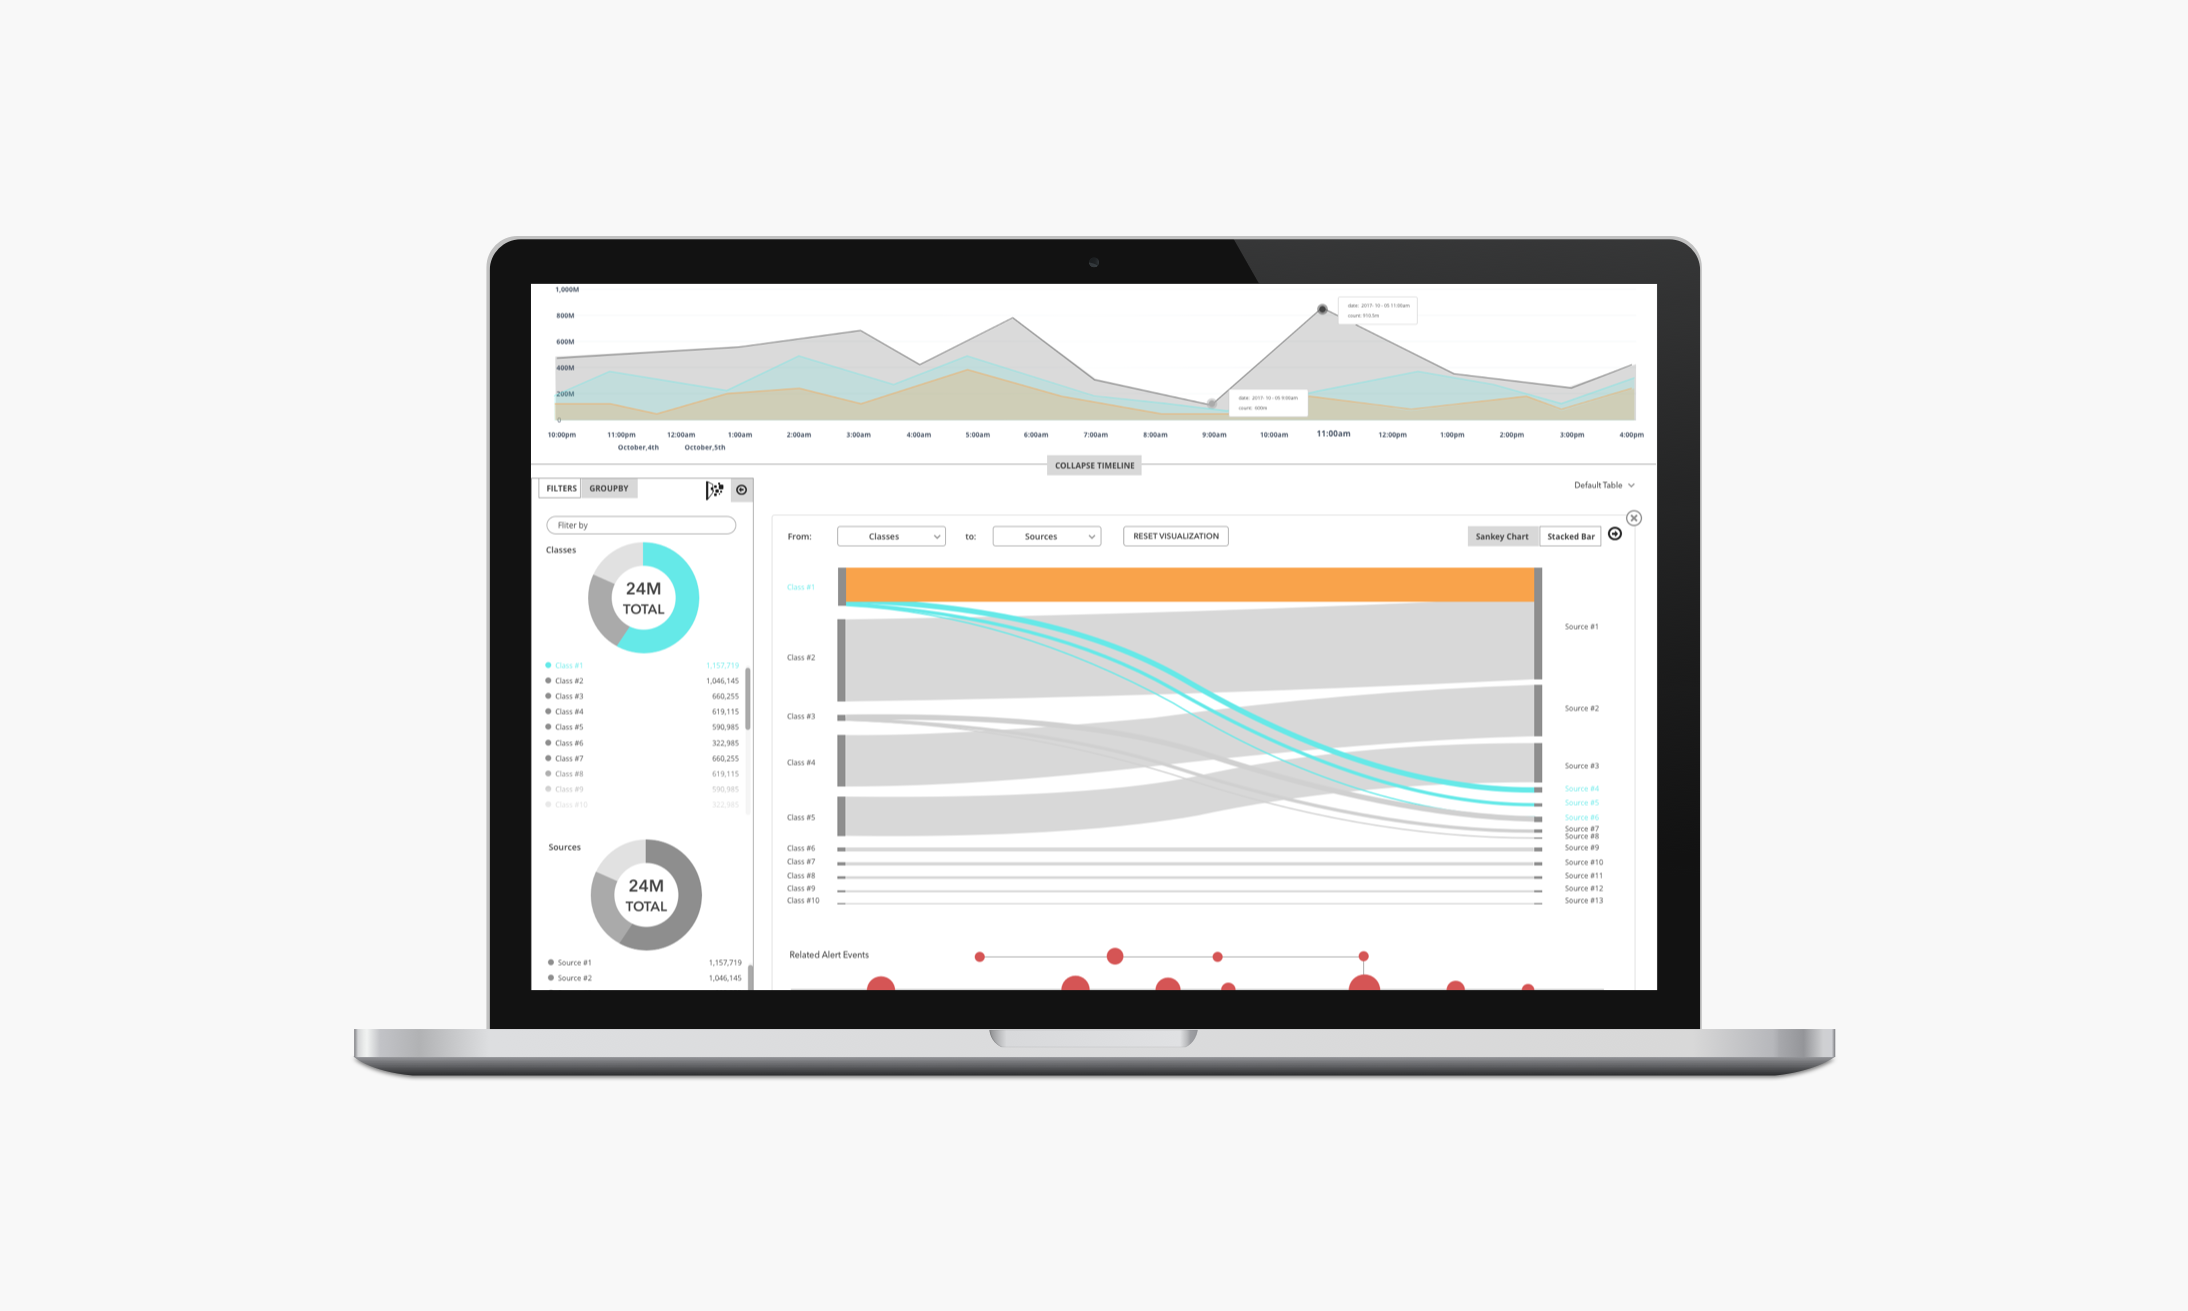 1,000M
800M
600M
400M
200M
0
date: 2017- 10 - 05 11:00am
count: 910.5m
date: 2017- 10 - 05 9:00am
count: 600m
10:00pm 11:00pm 12:00am 1:00am 2:00am 3:00am 4:00am 5:00am 6:00am 7:00am 8:00am 9:00am 10:00am 11:00am 12:00pm 1:00pm 2:00pm 3:00pm 4:00pm
October,4th October,5th
COLLAPSE TIMELINE
FILTERS GROUPBY
Default Table
Fliter by
Classes
24M
TOTAL
Class #1 1,157,719
Class #2 1,046,145
Class #3 660,255
Class #4 619,115
Class #5 590,985
Class #6 322,985
Class #7 660,255
Class #8 619,115
Class #9 590,985
Class #10 322,985
Sources
24M
TOTAL
Source #1 1,157,719
Source #2 1,046,145
From: Classes to: Sources RESET VISUALIZATION Sankey Chart Stacked Bar
Class #1
Class #2
Class #3
Class #4
Class #5
Class #6
Class #7
Class #8
Class #9
Class #10
Source #1
Source #2
Source #3
Source #4
Source #5
Source #6
Source #7
Source #8
Source #9
Source #10
Source #11
Source #12
Source #13
Related Alert Events